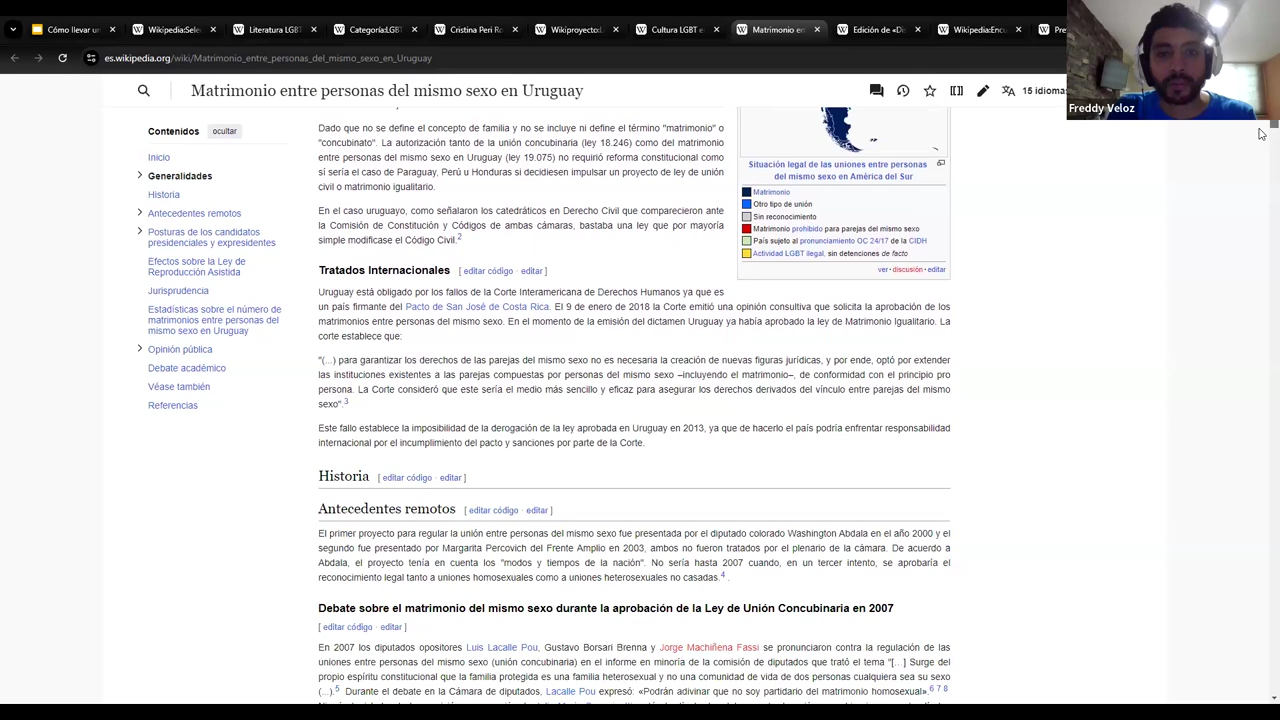 Cómo llevar un
Wikipedia:Sele
Literatura LGBT
Categoría:LGBT
Cristina Peri Ro
Wikiproyecto:L
Cultura LGBT e
Matrimonio en
Edición de «Di
Wikipedia:Encu
Pre
es.wikipedia.org/wiki/Matrimonio_entre_personas_del_mismo_sexo_en_Uruguay
Freddy Veloz
Matrimonio entre personas del mismo sexo en Uruguay
15 idiomas
Contenidos ocultar
Inicio
Generalidades
Historia
Antecedentes remotos
Posturas de los candidatos
presidenciales y expresidentes
Efectos sobre la Ley de
Reproducción Asistida
Jurisprudencia
Estadísticas sobre el número de
matrimonios entre personas del
mismo sexo en Uruguay
Opinión pública
Debate académico
Véase también
Referencias
Dado que no se define el concepto de familia y no se incluye ni define el término "matrimonio" o
"concubinato". La autorización tanto de la unión concubinaria (ley 18.246) como del matrimonio
entre personas del mismo sexo en Uruguay (ley 19.075) no requirió reforma constitucional como
sí sería el caso de Paraguay, Perú u Honduras si decidiesen impulsar un proyecto de ley de unión
civil o matrimonio igualitario.
En el caso uruguayo, como señalaron los catedráticos en Derecho Civil que comparecieron ante
la Comisión de Constitución y Códigos de ambas cámaras, bastaba una ley que por mayoría
simple modificase el Código Civil.2
Situación legal de las uniones entre personas
del mismo sexo en América del Sur
Matrimonio
Otro tipo de unión
Sin reconocimiento
Matrimonio prohibido para parejas del mismo sexo
País sujeto al pronunciamiento OC 24/17 de la CIDH
Actividad LGBT ilegal, sin detenciones de facto
ver · discusión · editar
Tratados Internacionales [ editar código · editar ]
Uruguay está obligado por los fallos de la Corte Interamericana de Derechos Humanos ya que es
un país firmante del Pacto de San José de Costa Rica. El 9 de enero de 2018 la Corte emitió una opinión consultiva que solicita la aprobación de los
matrimonios entre personas del mismo sexo. En el momento de la emisión del dictamen Uruguay ya había aprobado la ley de Matrimonio Igualitario. La
corte establece que:
"(...) para garantizar los derechos de las parejas del mismo sexo no es necesaria la creación de nuevas figuras jurídicas, y por ende, optó por extender
las instituciones existentes a las parejas compuestas por personas del mismo sexo –incluyendo el matrimonio–, de conformidad con el principio pro
persona. La Corte consideró que este sería el medio más sencillo y eficaz para asegurar los derechos derivados del vínculo entre parejas del mismo
sexo".3
Este fallo establece la imposibilidad de la derogación de la ley aprobada en Uruguay en 2013, ya que de hacerlo el país podría enfrentar responsabilidad
internacional por el incumplimiento del pacto y sanciones por parte de la Corte.
Historia [ editar código · editar ]
Antecedentes remotos [ editar código · editar ]
El primer proyecto para regular la unión entre personas del mismo sexo fue presentada por el diputado colorado Washington Abdala en el año 2000 y el
segundo fue presentado por Margarita Percovich del Frente Amplio en 2003, ambos no fueron tratados por el plenario de la cámara. De acuerdo a
Abdala, el proyecto tenía en cuenta los "modos y tiempos de la nación". No sería hasta 2007 cuando, en un tercer intento, se aprobaría el
reconocimiento legal tanto a uniones homosexuales como a uniones heterosexuales no casadas.4 .
Debate sobre el matrimonio del mismo sexo durante la aprobación de la Ley de Unión Concubinaria en 2007
[ editar código · editar ]
En 2007 los diputados opositores Luis Lacalle Pou, Gustavo Borsari Brenna y Jorge Machiñena Fassi se pronunciaron contra la regulación de las
uniones entre personas del mismo sexo (unión concubinaria) en el informe en minoría de la comisión de diputados que trató el tema "[...] Surge del
propio espíritu constitucional que la familia protegida es una familia heterosexual y no una comunidad de vida de dos personas cualquiera sea su sexo
(...).5 Durante el debate en la Cámara de diputados, Lacalle Pou expresó: «Podrán adivinar que no soy partidario del matrimonio homosexual».6 7 8